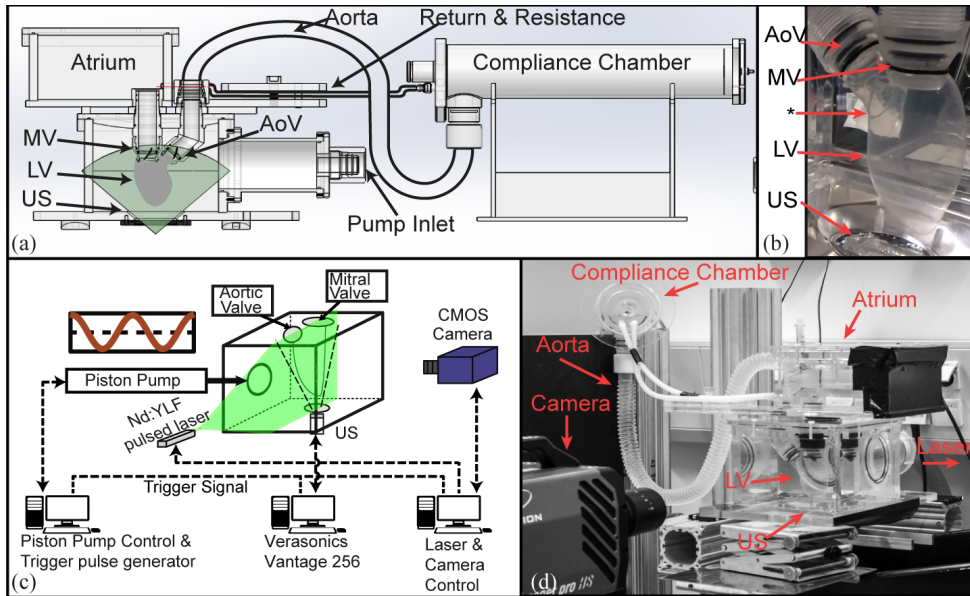 Aorta
Return & Resistance
Atrium
Compliance Chamber
MV
AoV
LV
US
Pump Inlet
(a)
AoV
MV
*
LV
US
(b)
Aortic
Valve
Mitral
Valve
CMOS
Camera
Piston Pump
Nd:YLF
pulsed laser
US
Trigger Signal
Piston Pump Control &
Trigger pulse generator
Verasonics
Vantage 256
Laser &
Camera
Control
(c)
Compliance Chamber
Atrium
Aorta
Camera
Laser
LV
US
(d)